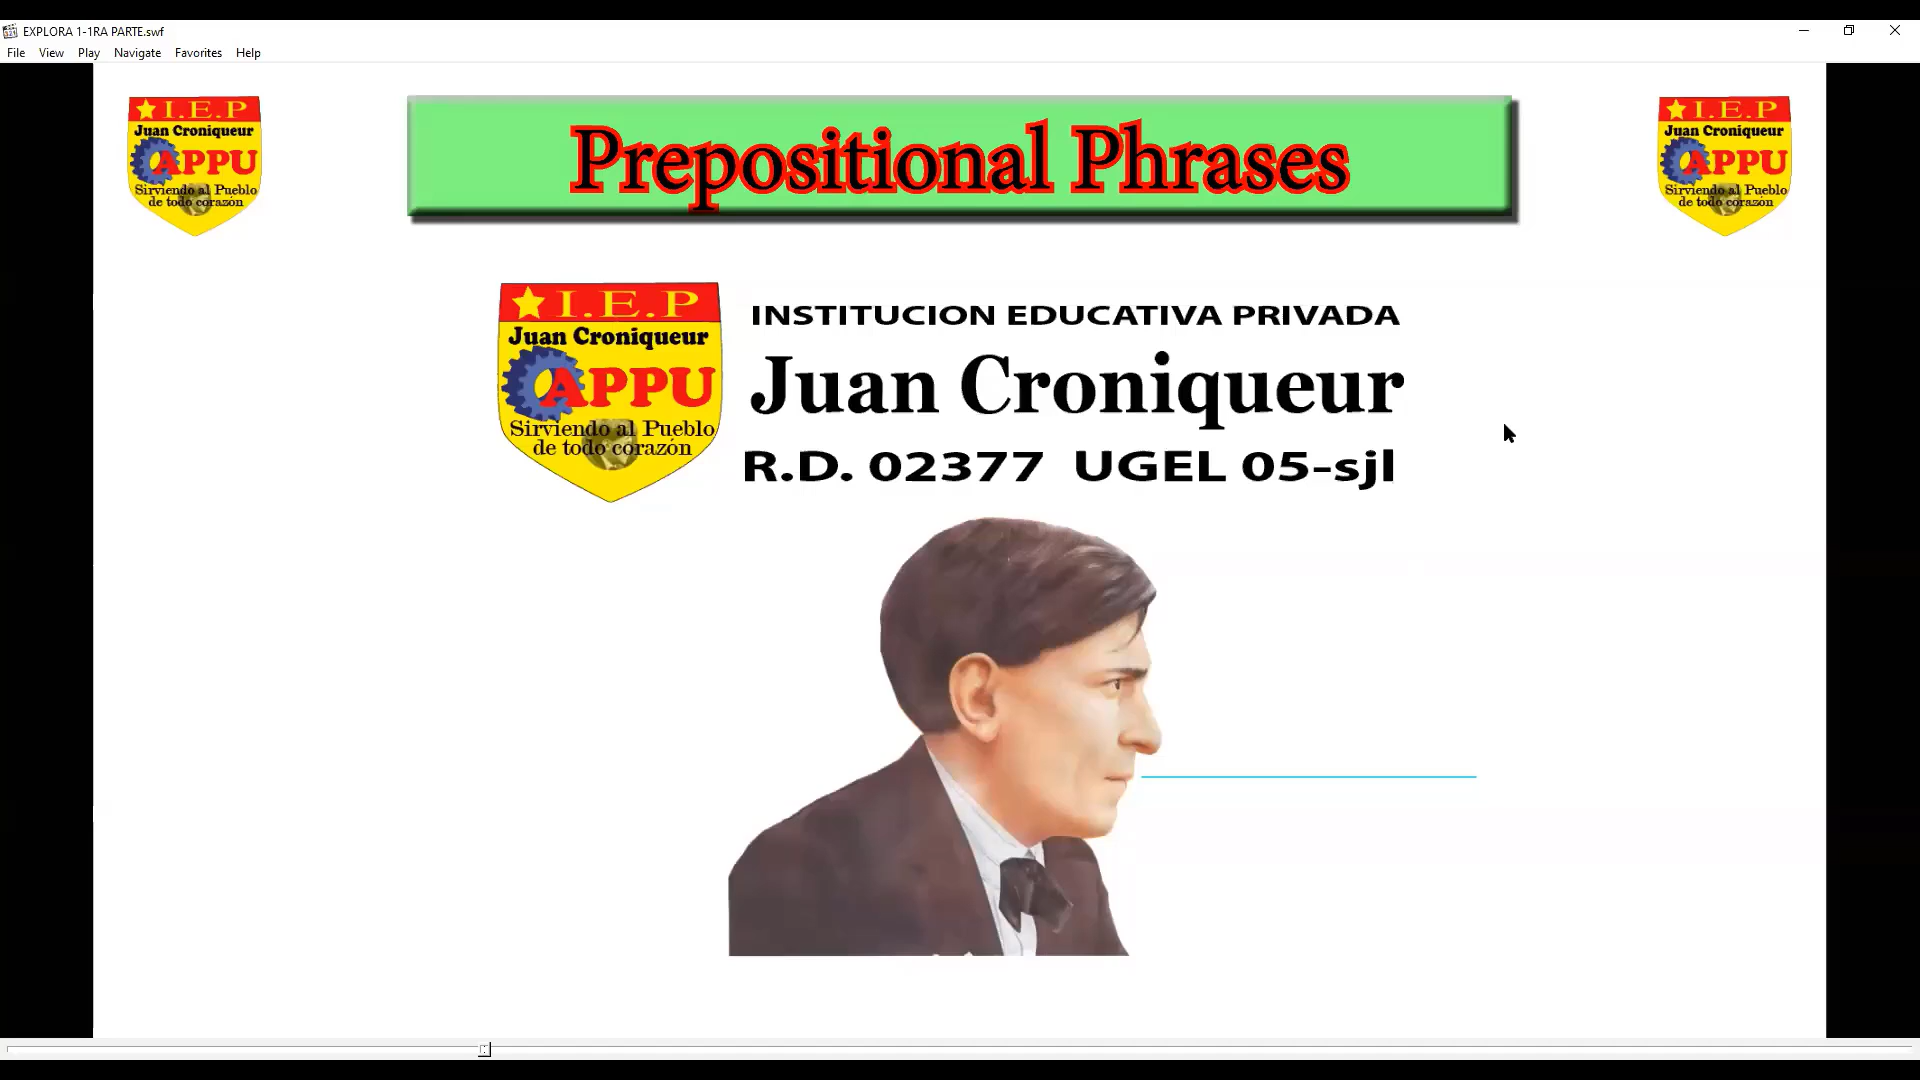 EXPLORA 1-1RA PARTE.swf
File View Play Navigate Favorites Help
I.E.P
Juan Croniqueur
APPU
Sirviendo al Pueblo
de todo corazón
Prepositional Phrases
I.E.P
Juan Croniqueur
APPU
Sirviendo al Pueblo
de todo corazón
I.E.P
Juan Croniqueur
APPU
Sirviendo al Pueblo
de todo corazón
INSTITUCION EDUCATIVA PRIVADA
Juan Croniqueur
R.D. 02377 UGEL 05-sjl